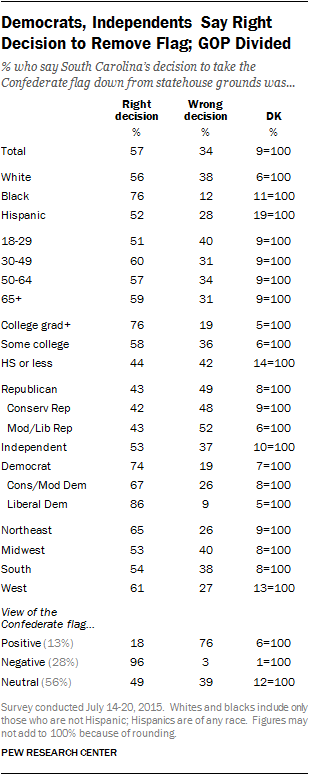 Democrats, Independents Say Right
Decision to Remove Flag; GOP Divided
% who say South Carolina's decision to take the
Confederate flag down from statehouse grounds was...
Right decision Wrong decision DK
% % %
Total 57 34 9=100
White 56 38 6=100
Black 76 12 11=100
Hispanic 52 28 19=100
18-29 51 40 9=100
30-49 60 31 9=100
50-64 57 34 9=100
65+ 59 31 9=100
College grad+ 76 19 5=100
Some college 58 36 6=100
HS or less 44 42 14=100
Republican 43 49 8=100
Conserv Rep 42 48 9=100
Mod/Lib Rep 43 52 6=100
Independent 53 37 10=100
Democrat 74 19 7=100
Cons/Mod Dem 67 26 8=100
Liberal Dem 86 9 5=100
Northeast 65 26 9=100
Midwest 53 40 8=100
South 54 38 8=100
West 61 27 13=100
View of the
Confederate flag...
Positive (13%) 18 76 6=100
Negative (28%) 96 3 1=100
Neutral (56%) 49 39 12=100
Survey conducted July 14-20, 2015. Whites and blacks include only
those who are not Hispanic; Hispanics are of any race. Figures may
not add to 100% because of rounding.
PEW RESEARCH CENTER